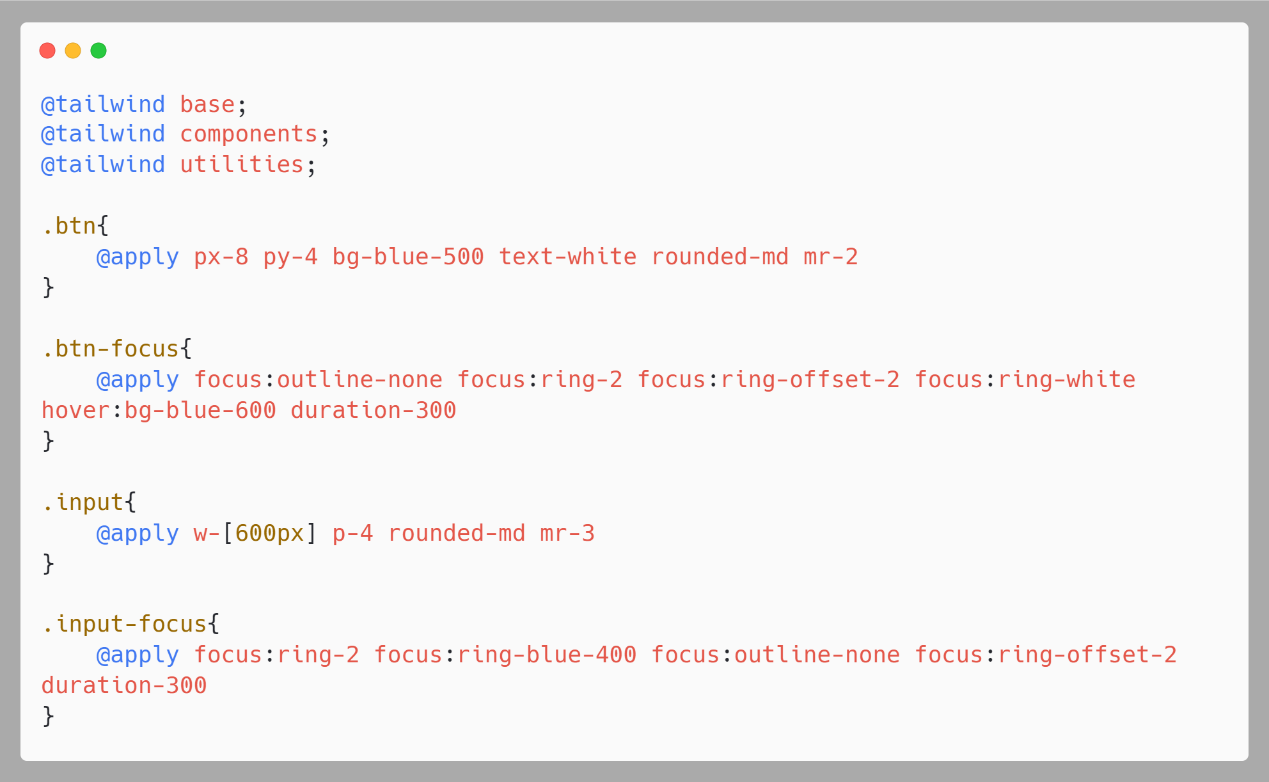 @tailwind base;
@tailwind components;
@tailwind utilities;

.btn{
    @apply px-8 py-4 bg-blue-500 text-white rounded-md mr-2
}

.btn-focus{
    @apply focus:outline-none focus:ring-2 focus:ring-offset-2 focus:ring-white
hover:bg-blue-600 duration-300
}

.input{
    @apply w-[600px] p-4 rounded-md mr-3
}

.input-focus{
    @apply focus:ring-2 focus:ring-blue-400 focus:outline-none focus:ring-offset-2
duration-300
}